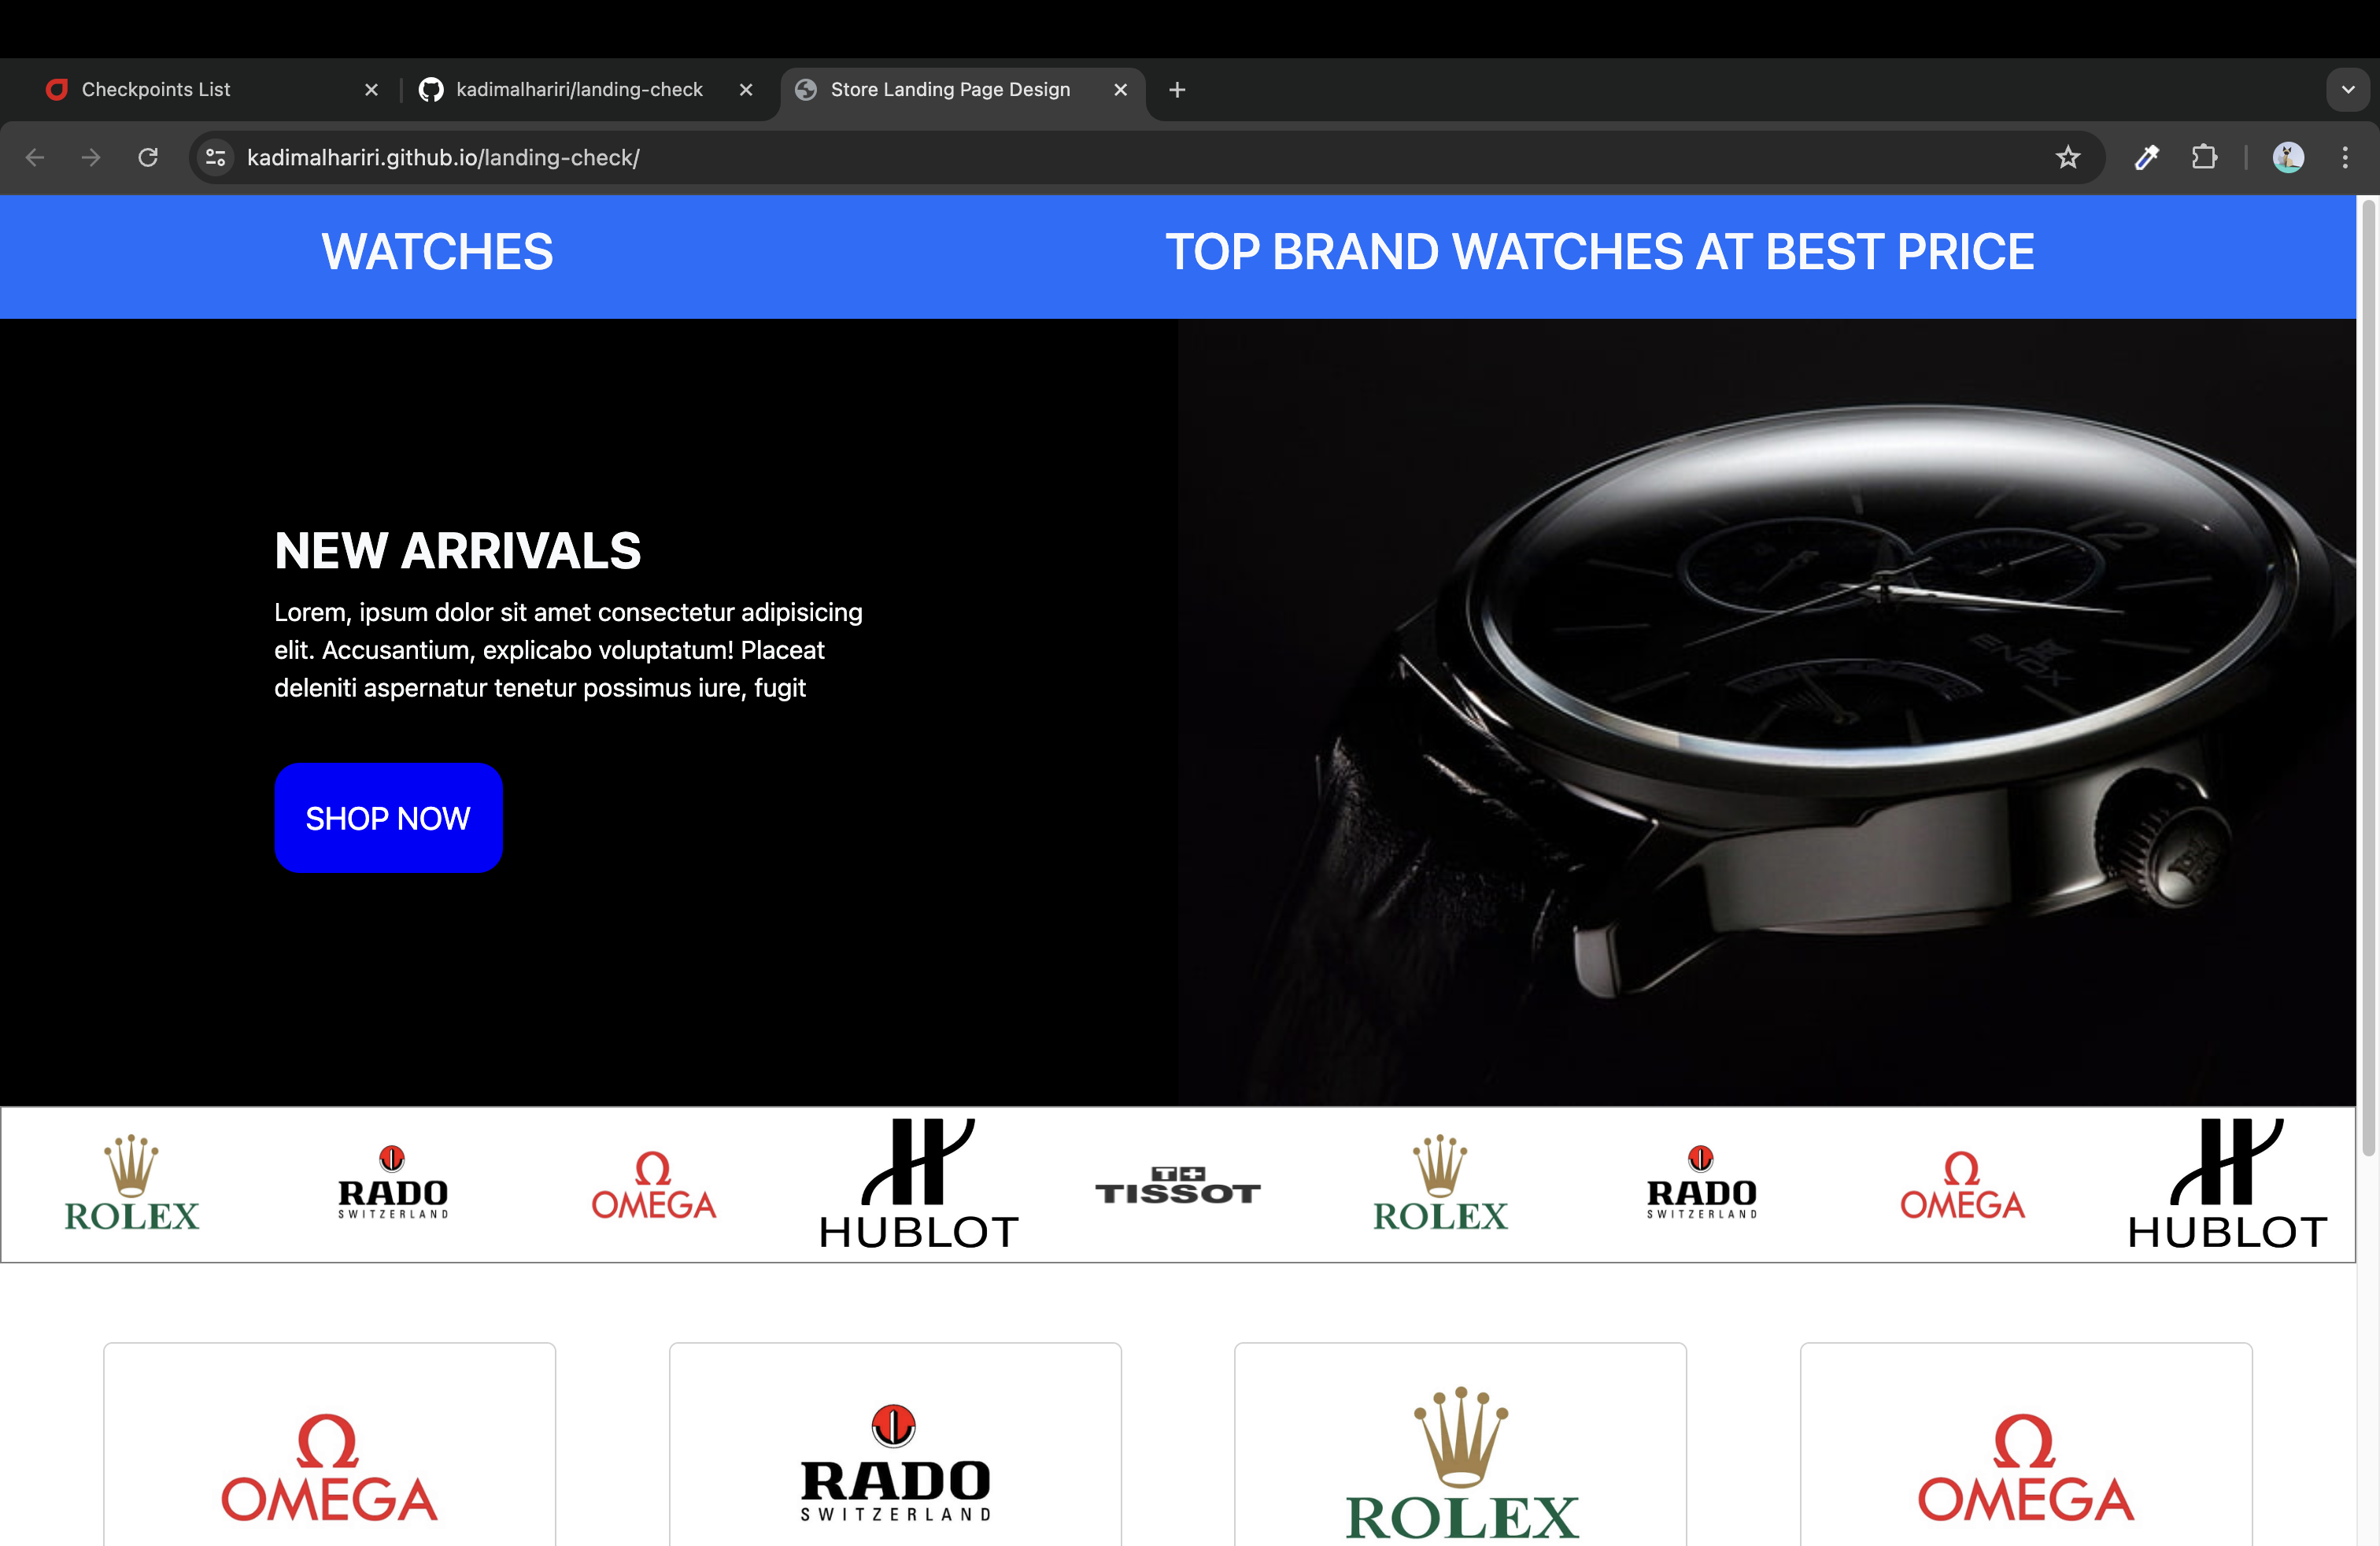 Checkpoints List
kadimalhariri/landing-check
Store Landing Page Design
kadimalhariri.github.io/landing-check/
WATCHES
TOP BRAND WATCHES AT BEST PRICE
NEW ARRIVALS
Lorem, ipsum dolor sit amet consectetur adipisicing
elit. Accusantium, explicabo voluptatum! Placeat
deleniti aspernatur tenetur possimus iure, fugit
SHOP NOW
12
ENOX
ROLEX
RADO
SWITZERLAND
OMEGA
HUBLOT
T+
TISSOT
ROLEX
RADO
SWITZERLAND
OMEGA
HUBLOT
OMEGA
RADO
SWITZERLAND
ROLEX
OMEGA